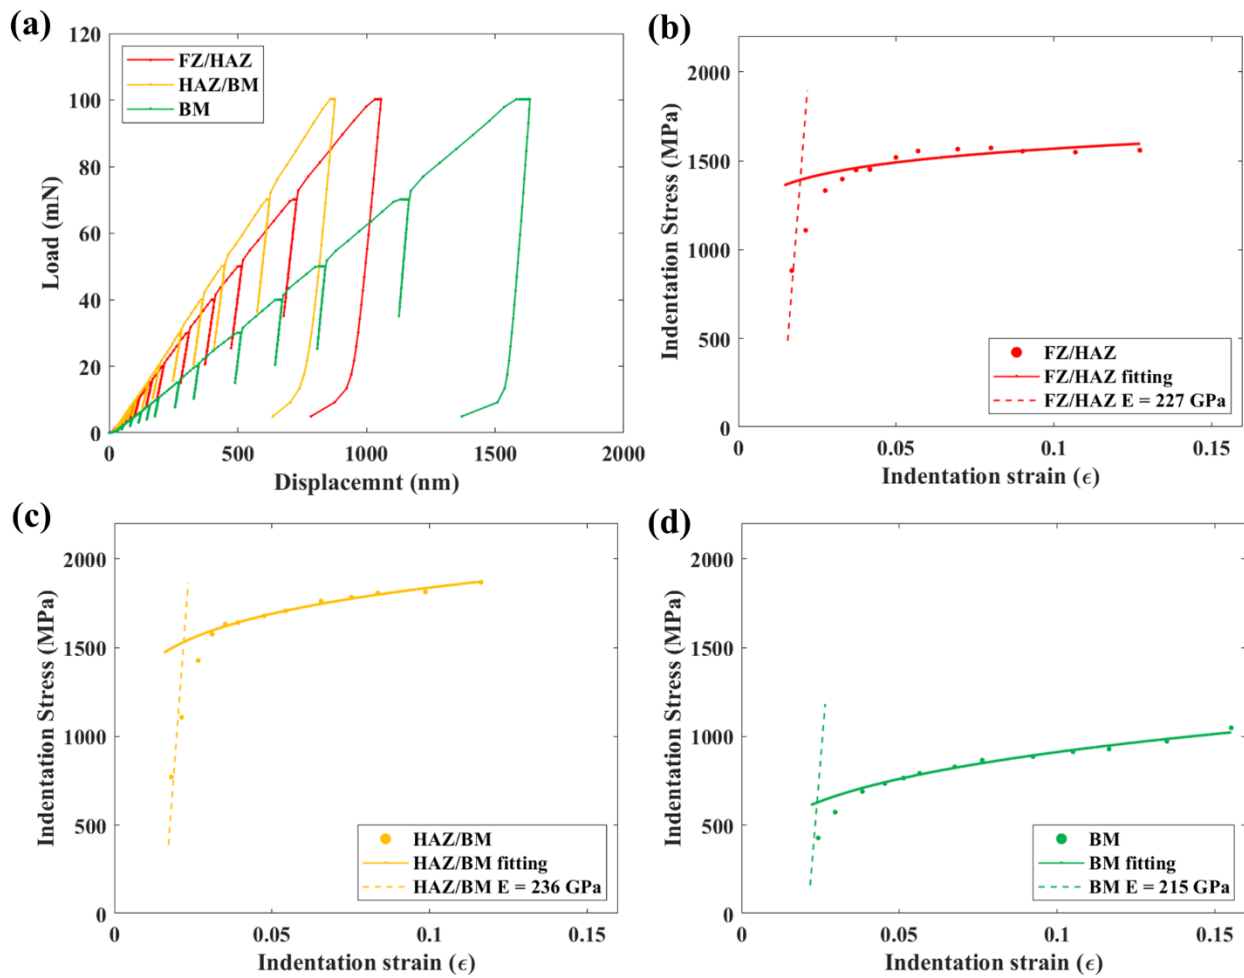 (a)
120
100
80
60
40
20
0
Load (mN)
FZ/HAZ
HAZ/BM
BM
0 500 1000 1500 2000
Displacemnt (nm)
(b)
2000
1500
1000
500
0
Indentation Stress (MPa)
FZ/HAZ
FZ/HAZ fitting
FZ/HAZ E = 227 GPa
0 0.05 0.1 0.15
Indentation strain (ϵ)
(c)
2000
1500
1000
500
0
Indentation Stress (MPa)
HAZ/BM
HAZ/BM fitting
HAZ/BM E = 236 GPa
0 0.05 0.1 0.15
Indentation strain (ϵ)
(d)
2000
1500
1000
500
0
Indentation Stress (MPa)
BM
BM fitting
BM E = 215 GPa
0 0.05 0.1 0.15
Indentation strain (ϵ)